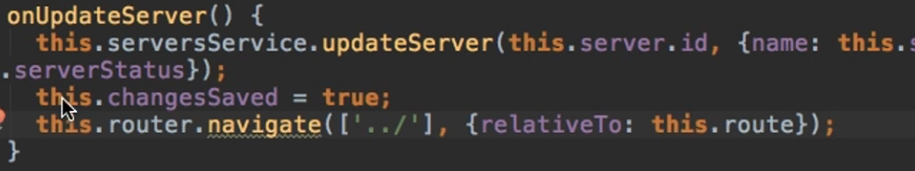 onUpdateServer() {
this.serversService.updateServer(this.server.id, {name: this.s
.serverStatus});
this.changesSaved = true;
this.router.navigate(['../'], {relativeTo: this.route});
}